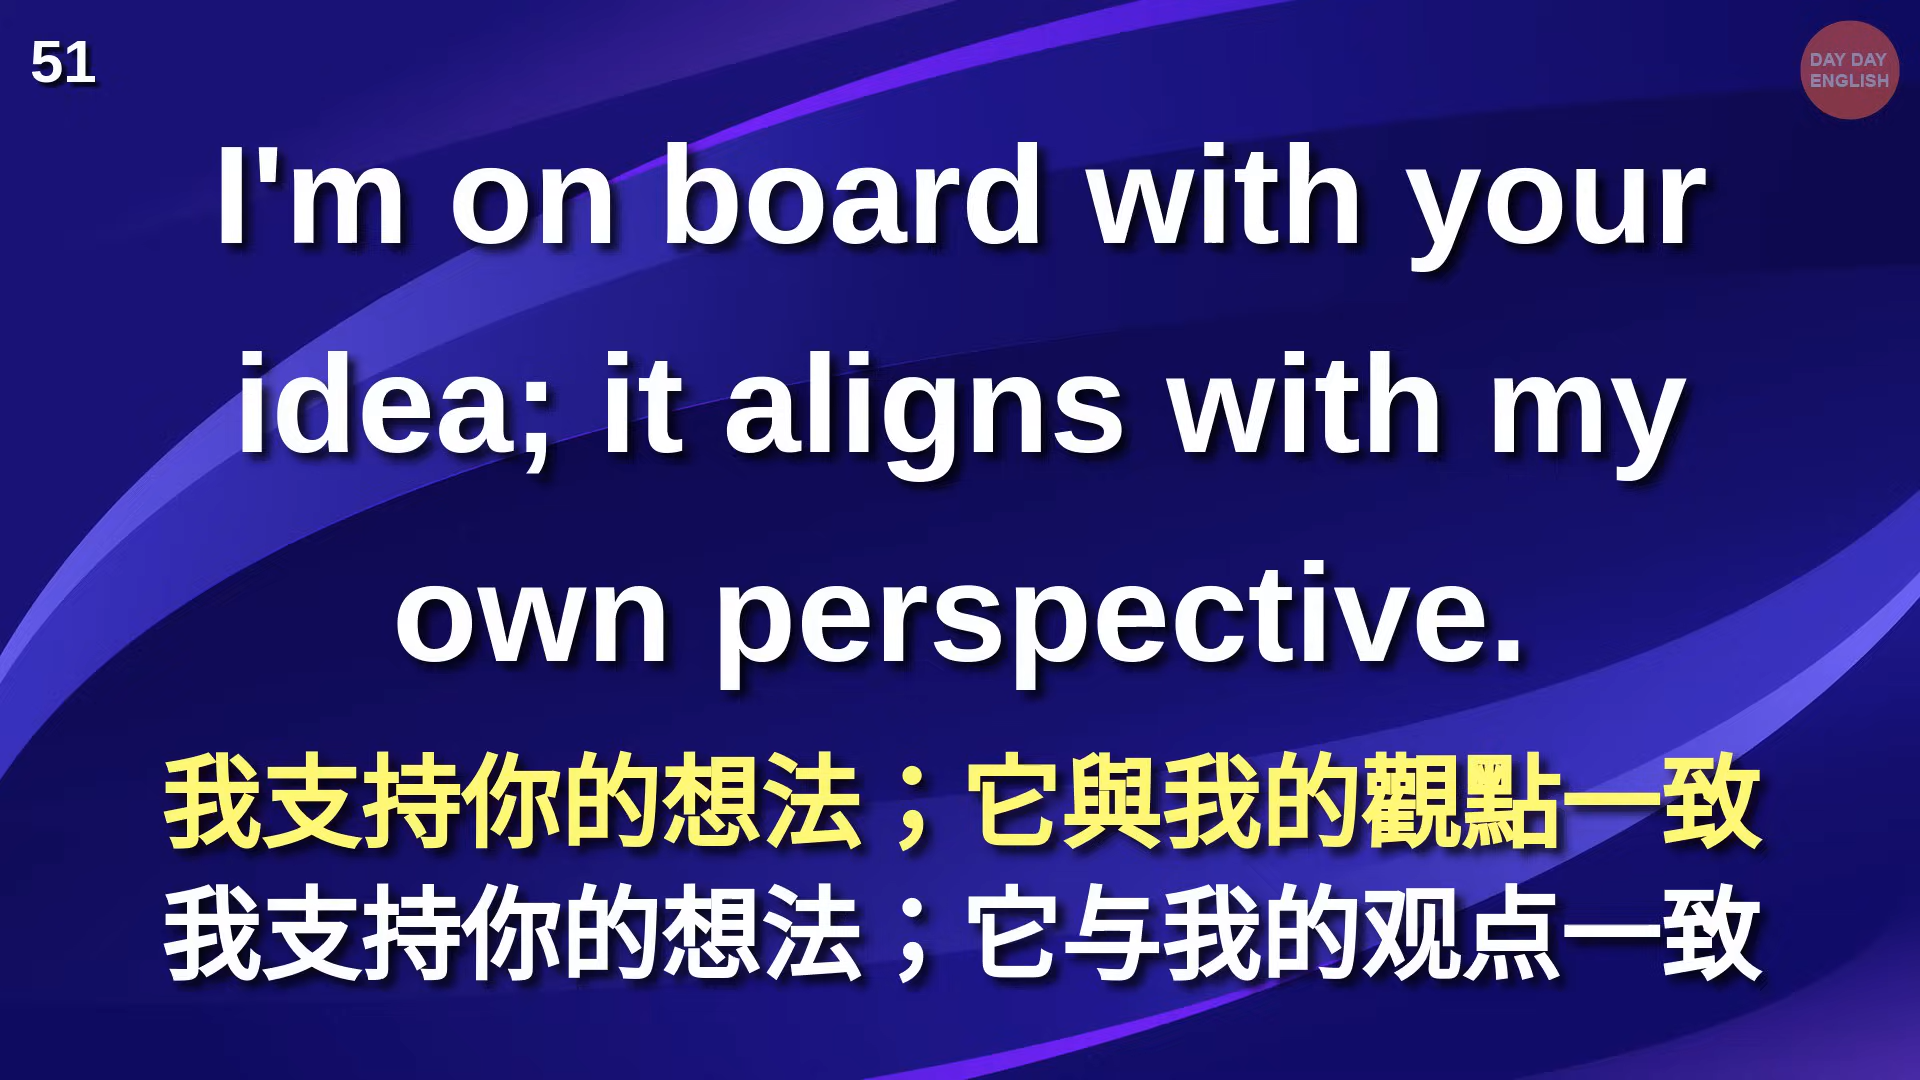 51
DAY DAY
ENGLISH
I'm on board with your
idea; it aligns with my
own perspective.
我支持你的想法；它與我的觀點一致
我支持你的想法；它与我的观点一致